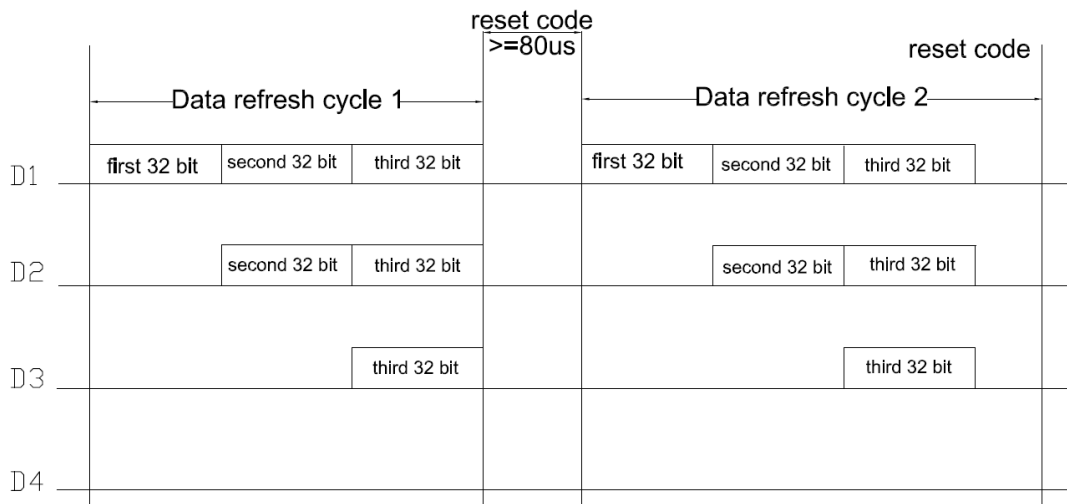 reset code
>=80us
reset code
Data refresh cycle 1
Data refresh cycle 2
D1
first 32 bit
second 32 bit
third 32 bit
first 32 bit
second 32 bit
third 32 bit
D2
second 32 bit
third 32 bit
second 32 bit
third 32 bit
D3
third 32 bit
third 32 bit
D4